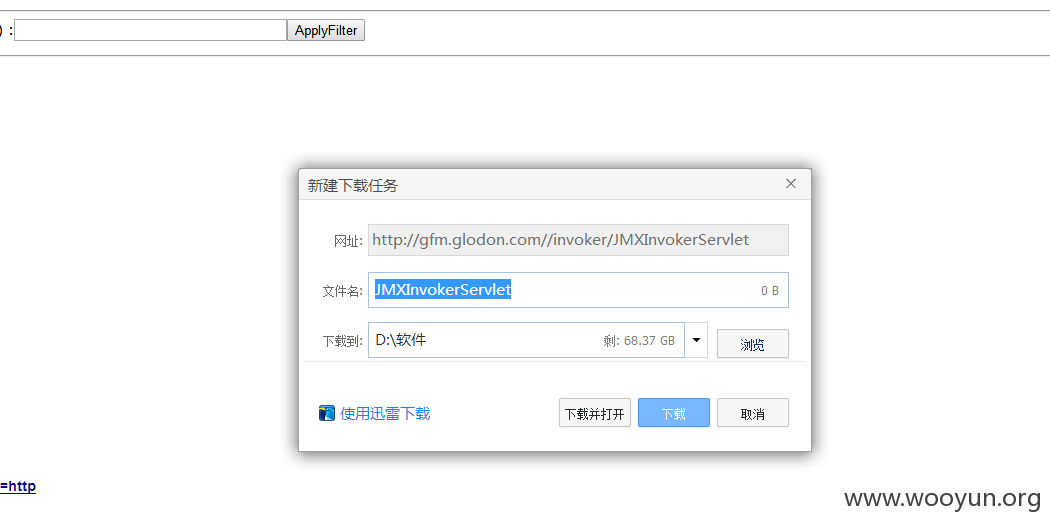 ) : ApplyFilter
新建下载任务
网址: http://gfm.glodon.com//invoker/JMXInvokerServlet
文件名: JMXInvokerServlet 0 B
下载到: D:\软件 剩: 68.37 GB 浏览
使用迅雷下载 下载并打开 下载 取消
=http
www.wooyun.org